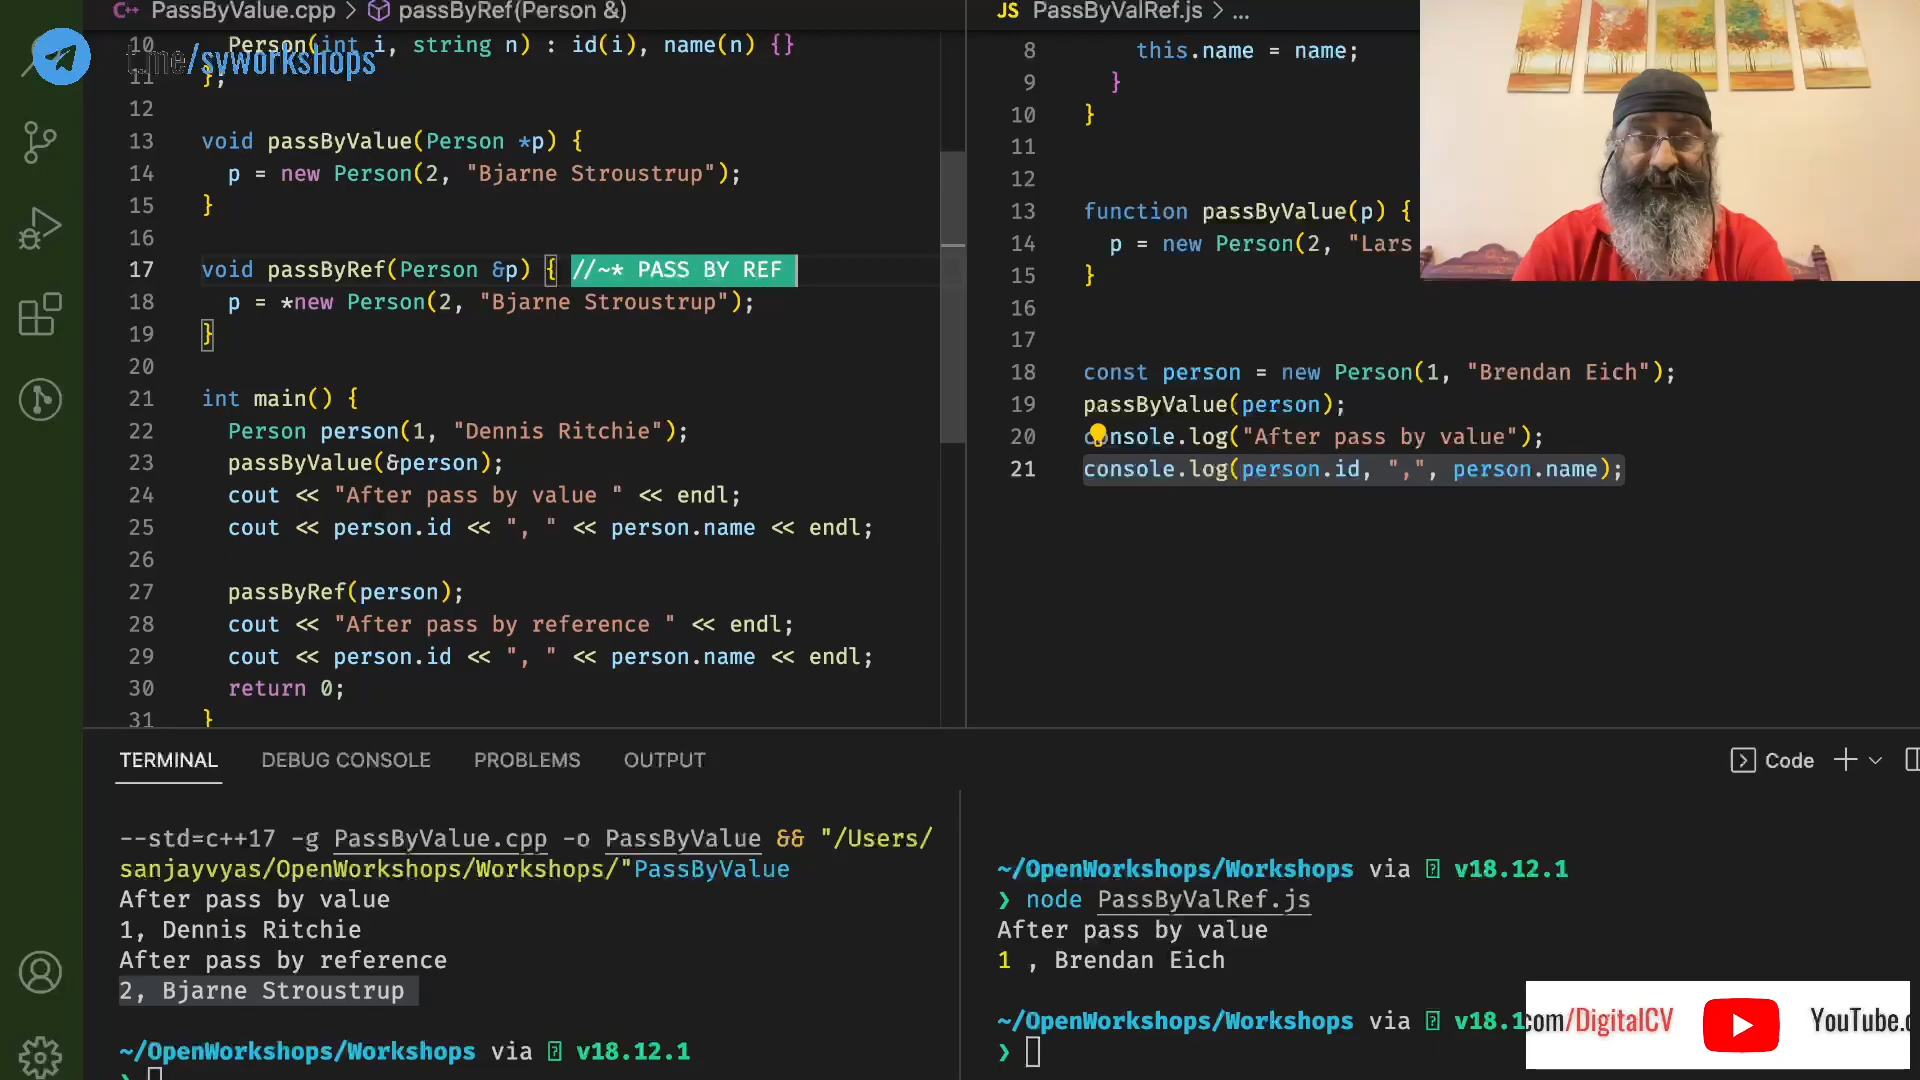 PassByValue.cpp > passByRef(Person &)
10 Person(int i, string n) : id(i), name(n) {}
t.me/svworkshops
11 };
12
13 void passByValue(Person *p) {
14 p = new Person(2, "Bjarne Stroustrup");
15 }
16
17 void passByRef(Person &p) { //~* PASS BY REF
18 p = *new Person(2, "Bjarne Stroustrup");
19 }
20
21 int main() {
22 Person person(1, "Dennis Ritchie");
23 passByValue(&person);
24 cout << "After pass by value " << endl;
25 cout << person.id << ", " << person.name << endl;
26
27 passByRef(person);
28 cout << "After pass by reference " << endl;
29 cout << person.id << ", " << person.name << endl;
30 return 0;
31 }
JS PassByValRef.js > ...
8 this.name = name;
9 }
10 }
11
12
13 function passByValue(p) {
14 p = new Person(2, "Lars
15 }
16
17
18 const person = new Person(1, "Brendan Eich");
19 passByValue(person);
20 console.log("After pass by value");
21 console.log(person.id, ",", person.name);
TERMINAL DEBUG CONSOLE PROBLEMS OUTPUT
Code
--std=c++17 -g PassByValue.cpp -o PassByValue && "/Users/
sanjayvyas/OpenWorkshops/Workshops/"PassByValue
After pass by value
1, Dennis Ritchie
After pass by reference
2, Bjarne Stroustrup
~/OpenWorkshops/Workshops via v18.12.1
~/OpenWorkshops/Workshops via v18.12.1
❯ node PassByValRef.js
After pass by value
1 , Brendan Eich
~/OpenWorkshops/Workshops via v18.1
❯
com/DigitalCV
YouTube.c